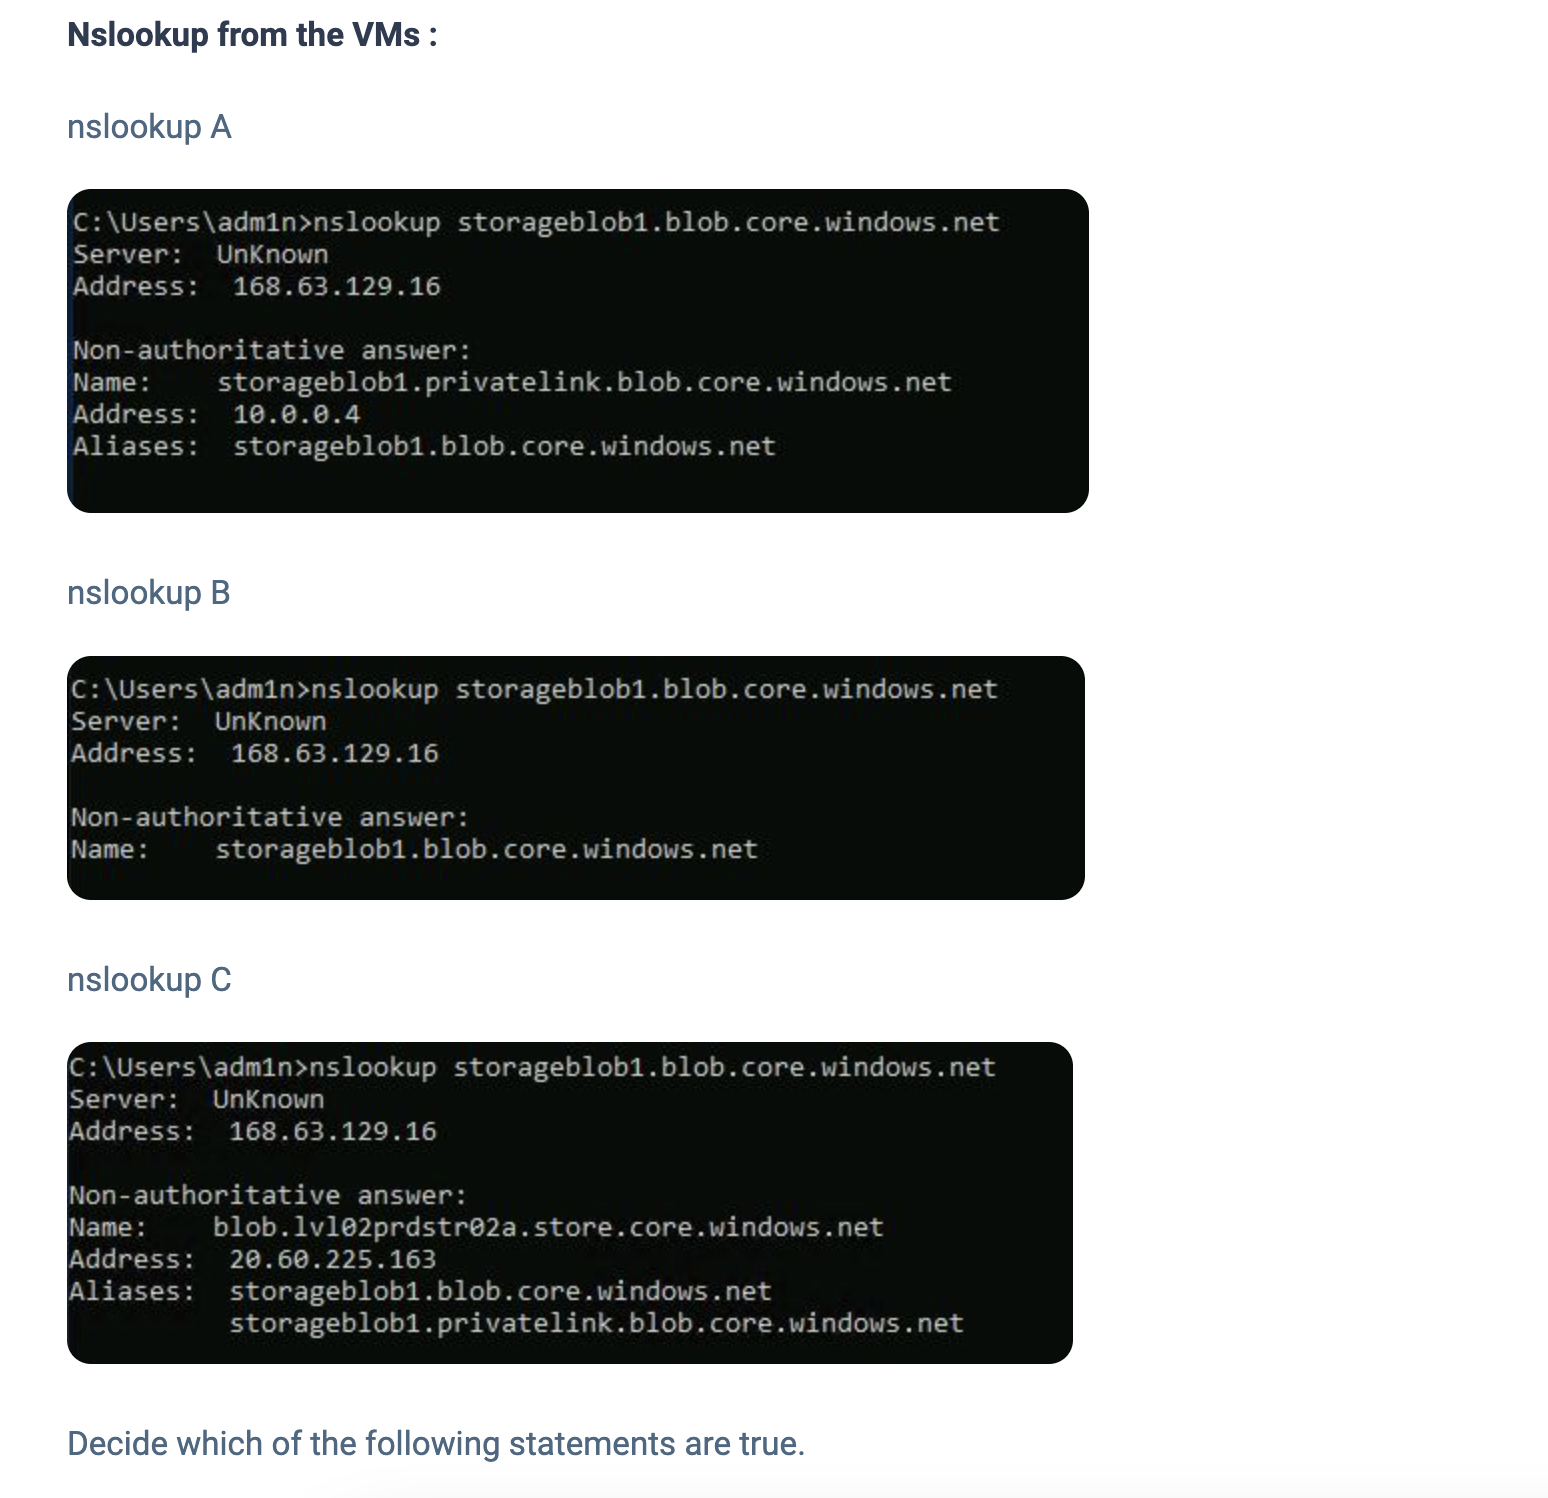 Nslookup from the VMs :
nslookup A
C:\Users\adm1n>nslookup storageblob1.blob.core.windows.net
Server:  UnKnown
Address:  168.63.129.16
Non-authoritative answer:
Name:    storageblob1.privatelink.blob.core.windows.net
Address:  10.0.0.4
Aliases:  storageblob1.blob.core.windows.net
nslookup B
C:\Users\adm1n>nslookup storageblob1.blob.core.windows.net
Server:  UnKnown
Address:  168.63.129.16
Non-authoritative answer:
Name:    storageblob1.blob.core.windows.net
nslookup C
C:\Users\adm1n>nslookup storageblob1.blob.core.windows.net
Server:  UnKnown
Address:  168.63.129.16
Non-authoritative answer:
Name:    blob.lvl02prdstr02a.store.core.windows.net
Address:  20.60.225.163
Aliases:  storageblob1.blob.core.windows.net
storageblob1.privatelink.blob.core.windows.net
Decide which of the following statements are true.